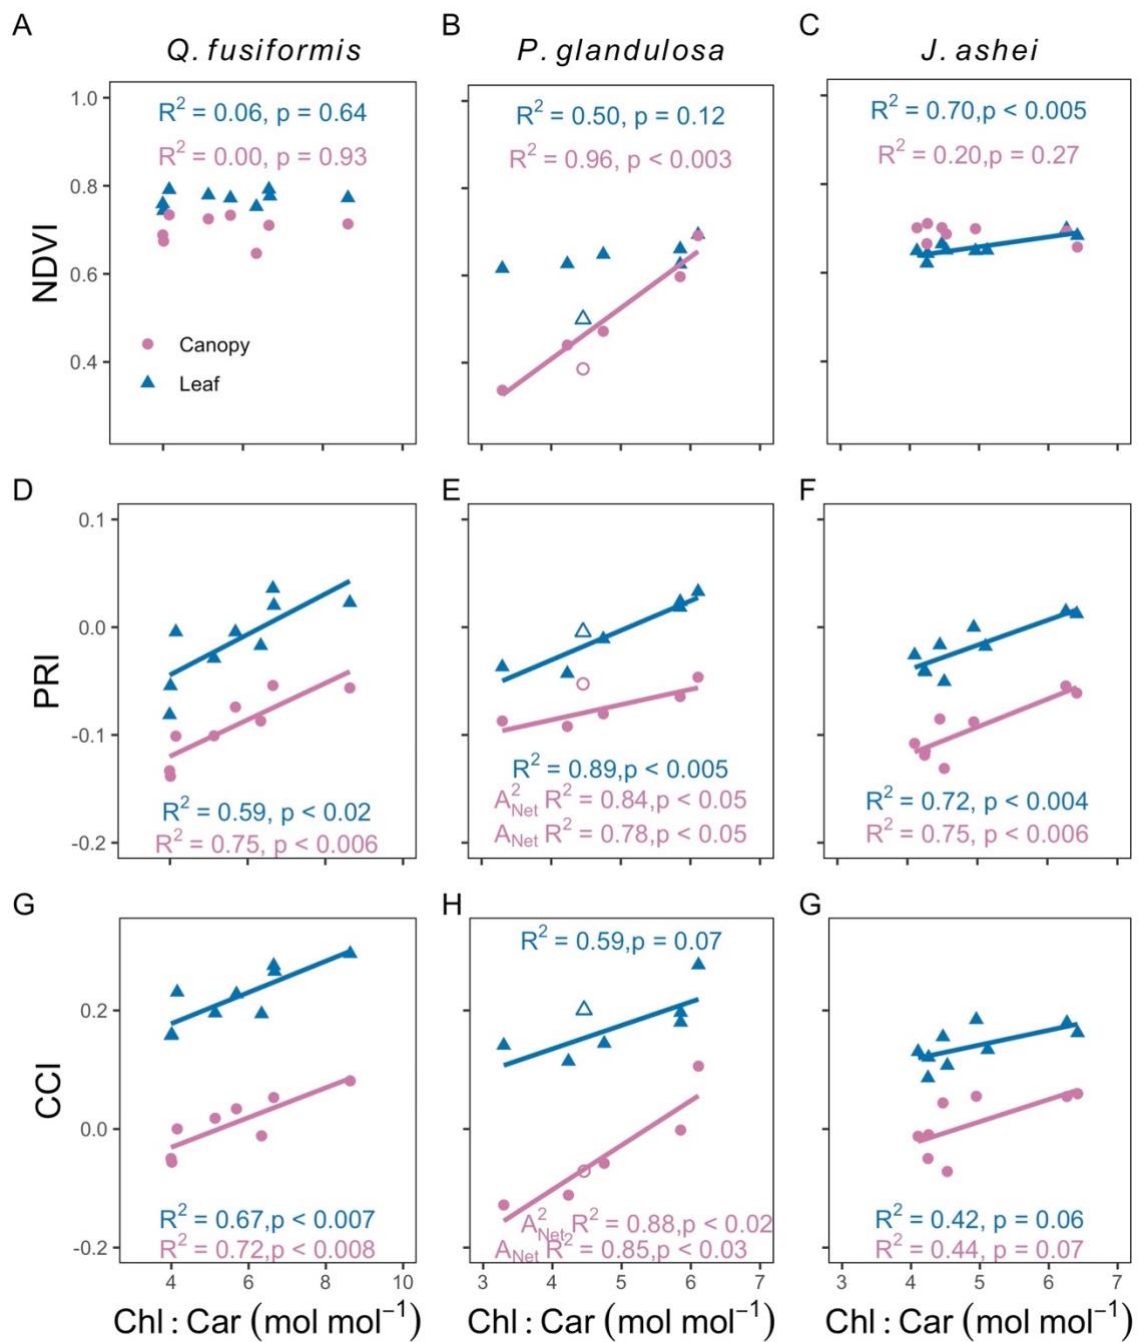 A B C
Q. fusiformis P. glandulosa J. ashei
R² = 0.06, p = 0.64
R² = 0.00, p = 0.93
R² = 0.50, p = 0.12
R² = 0.96, p < 0.003
R² = 0.70,p < 0.005
R² = 0.20,p = 0.27
NDVI
1.0
0.8
0.6
0.4
Canopy
Leaf
D E F
PRI
0.1
0.0
-0.1
-0.2
R² = 0.59, p < 0.02
R² = 0.75, p < 0.006
R² = 0.89,p < 0.005
A²Net R² = 0.84,p < 0.05
ANet R² = 0.78,p < 0.05
R² = 0.72, p < 0.004
R² = 0.75, p < 0.006
G H G
CCI
0.2
0.0
-0.2
R² = 0.67,p < 0.007
R² = 0.72,p < 0.008
R² = 0.59,p = 0.07
A²Net R² = 0.88,p < 0.02
ANet R² = 0.85,p < 0.03
R² = 0.42, p = 0.06
R² = 0.44, p = 0.07
4 6 8 10
3 4 5 6 7
3 4 5 6 7
Chl : Car (mol mol⁻¹) Chl : Car (mol mol⁻¹) Chl : Car (mol mol⁻¹)